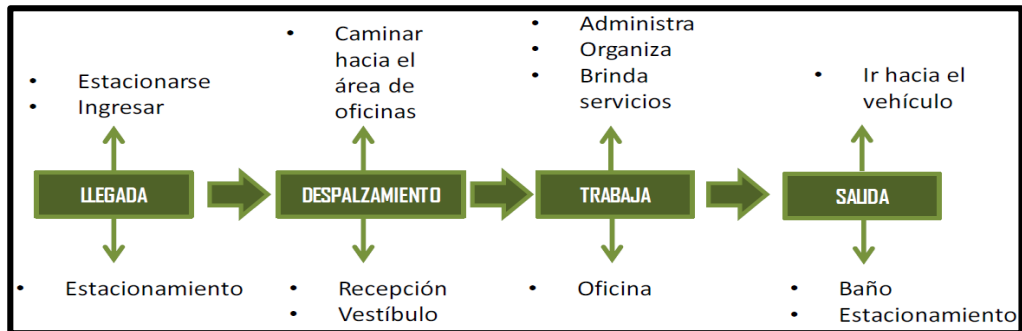 • Estacionarse
• Ingresar
• Caminar
hacia el
área de
oficinas
• Administra
• Organiza
• Brinda
servicios
• Ir hacia el
vehículo
LLEGADA
DESPALZAMIENTO
TRABAJA
SALIDA
• Estacionamiento
• Recepción
• Vestíbulo
• Oficina
• Baño
• Estacionamiento